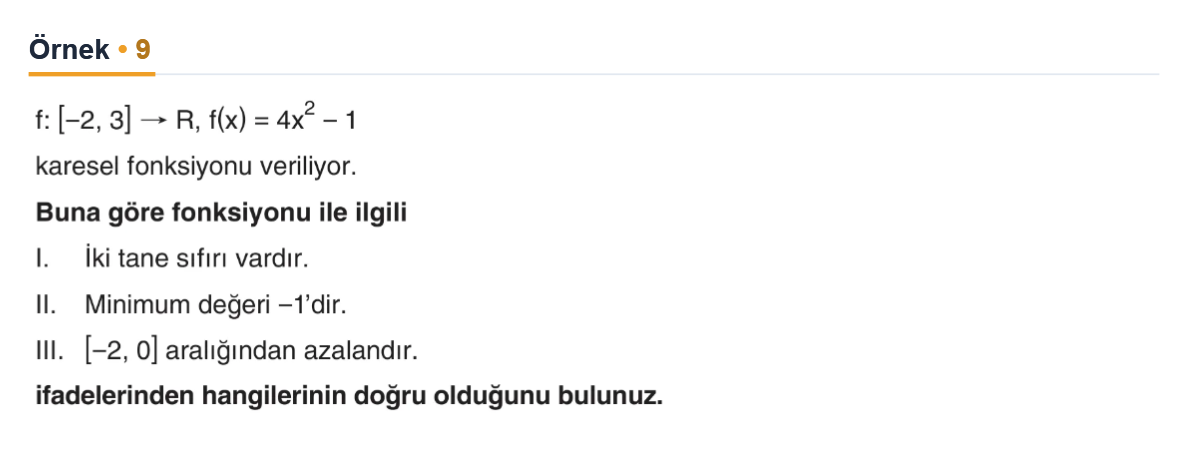 Örnek • 9
f: [–2, 3] → R, f(x) = 4x² – 1
karesel fonksiyonu veriliyor.
Buna göre fonksiyonu ile ilgili
I. İki tane sıfırı vardır.
II. Minimum değeri –1’dir.
III. [–2, 0] aralığından azalandır.
ifadelerinden hangilerinin doğru olduğunu bulunuz.